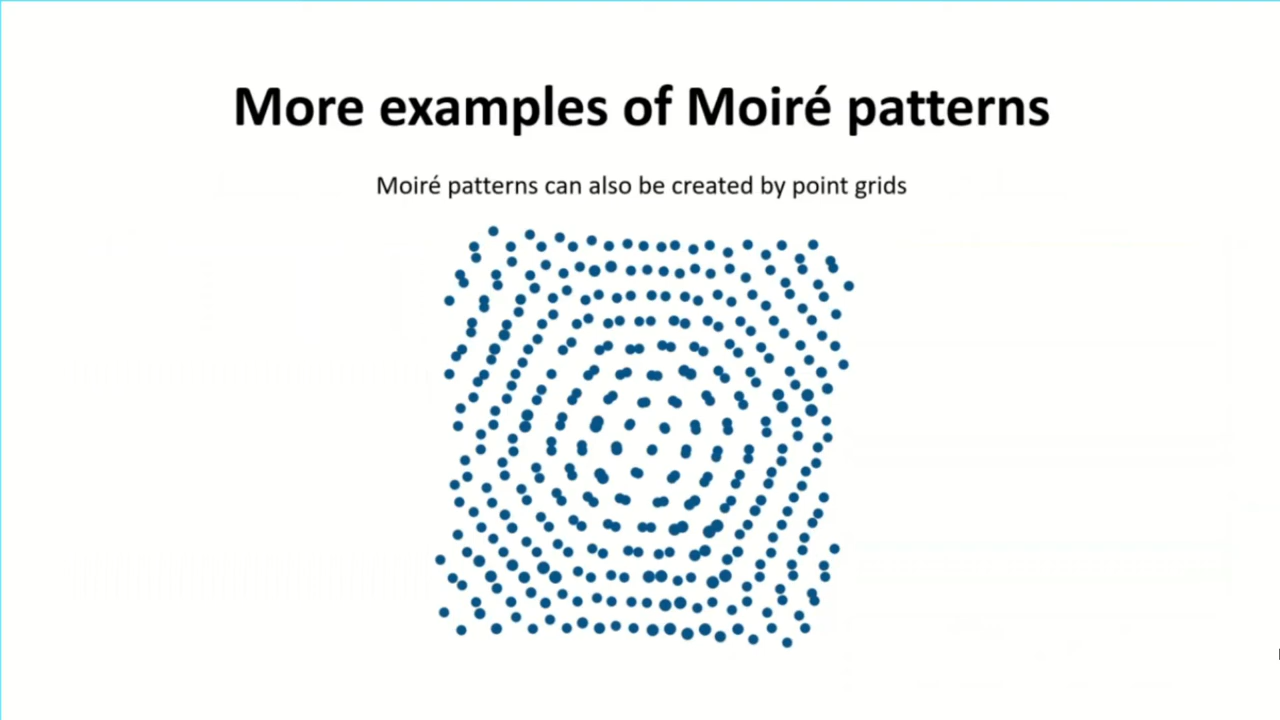 More examples of Moiré patterns
Moiré patterns can also be created by point grids